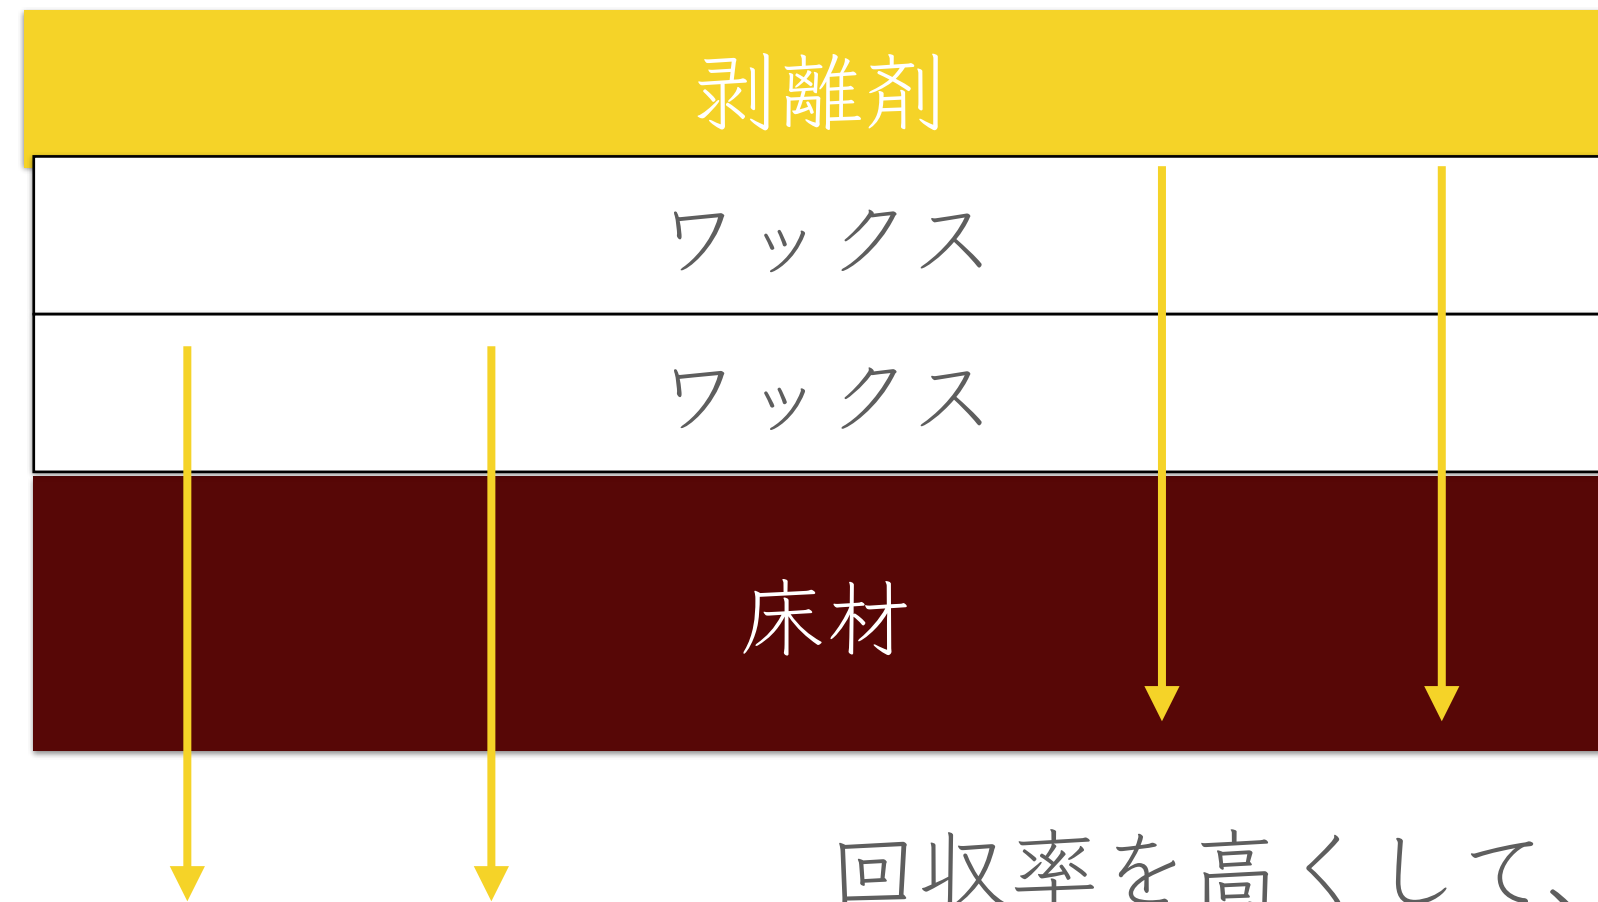 剥離剤
ワックス
ワックス
床材
回収率を高くして、